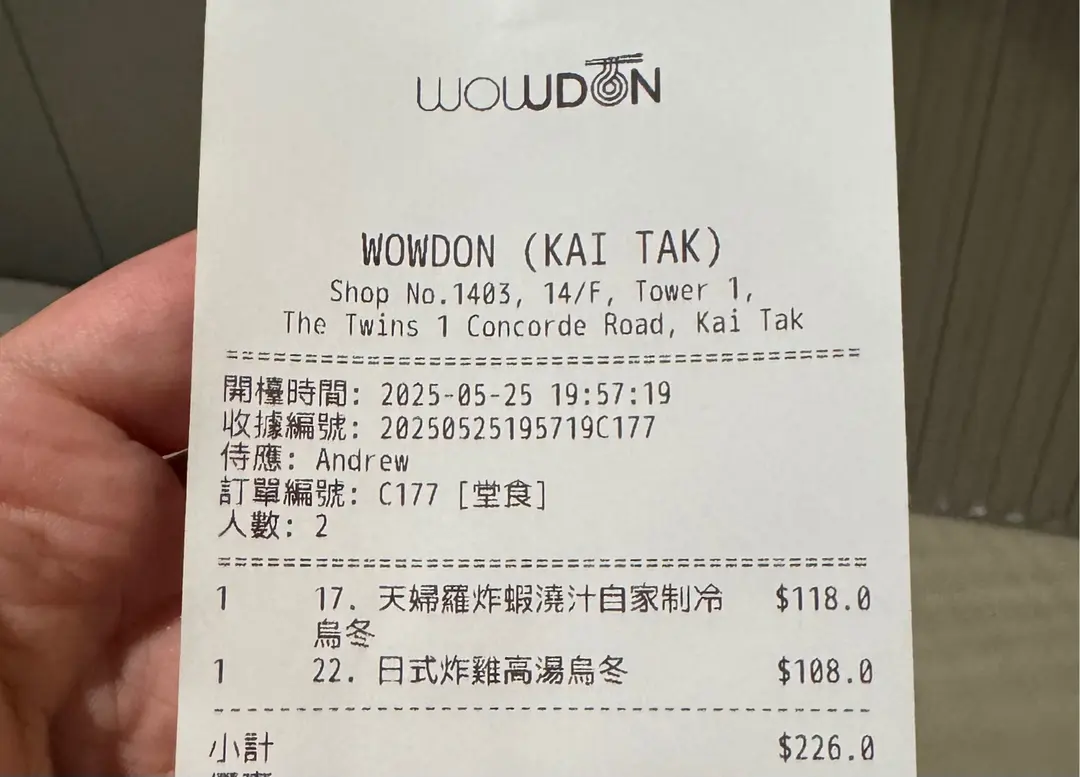 WOWDON
WOWDON (KAI TAK)
Shop No.1403, 14/F, Tower 1,
The Twins 1 Concorde Road, Kai Tak
開檯時間: 2025-05-25 19:57:19
收據編號: 20250525195719C177
侍應: Andrew
訂單編號: C177 [堂食]
人數: 2
1 17. 天婦羅炸蝦澆汁自家制冷 $118.0
烏冬
1 22. 日式炸雞高湯烏冬 $108.0
小計 $226.0